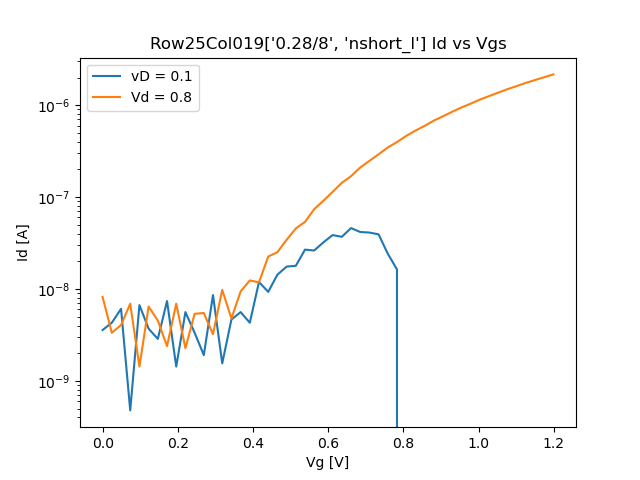 Row25Col019['0.28/8', 'nshort_l'] Id vs Vgs
vD = 0.1
Vd = 0.8
10⁻⁶
10⁻⁷
10⁻⁸
10⁻⁹
Id [A]
0.0 0.2 0.4 0.6 0.8 1.0 1.2
Vg [V]